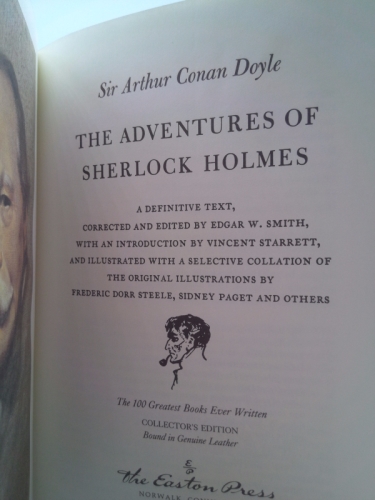 Sir Arthur Conan Doyle
THE ADVENTURES OF
SHERLOCK HOLMES
A DEFINITIVE TEXT,
CORRECTED AND EDITED BY EDGAR W. SMITH,
WITH AN INTRODUCTION BY VINCENT STARRETT,
AND ILLUSTRATED WITH A SELECTIVE COLLATION OF
THE ORIGINAL ILLUSTRATIONS BY
FREDERIC DORR STEELE, SIDNEY PAGET AND OTHERS
The 100 Greatest Books Ever Written
COLLECTOR'S EDITION
Bound in Genuine Leather
the Easton Press
NORWALK,